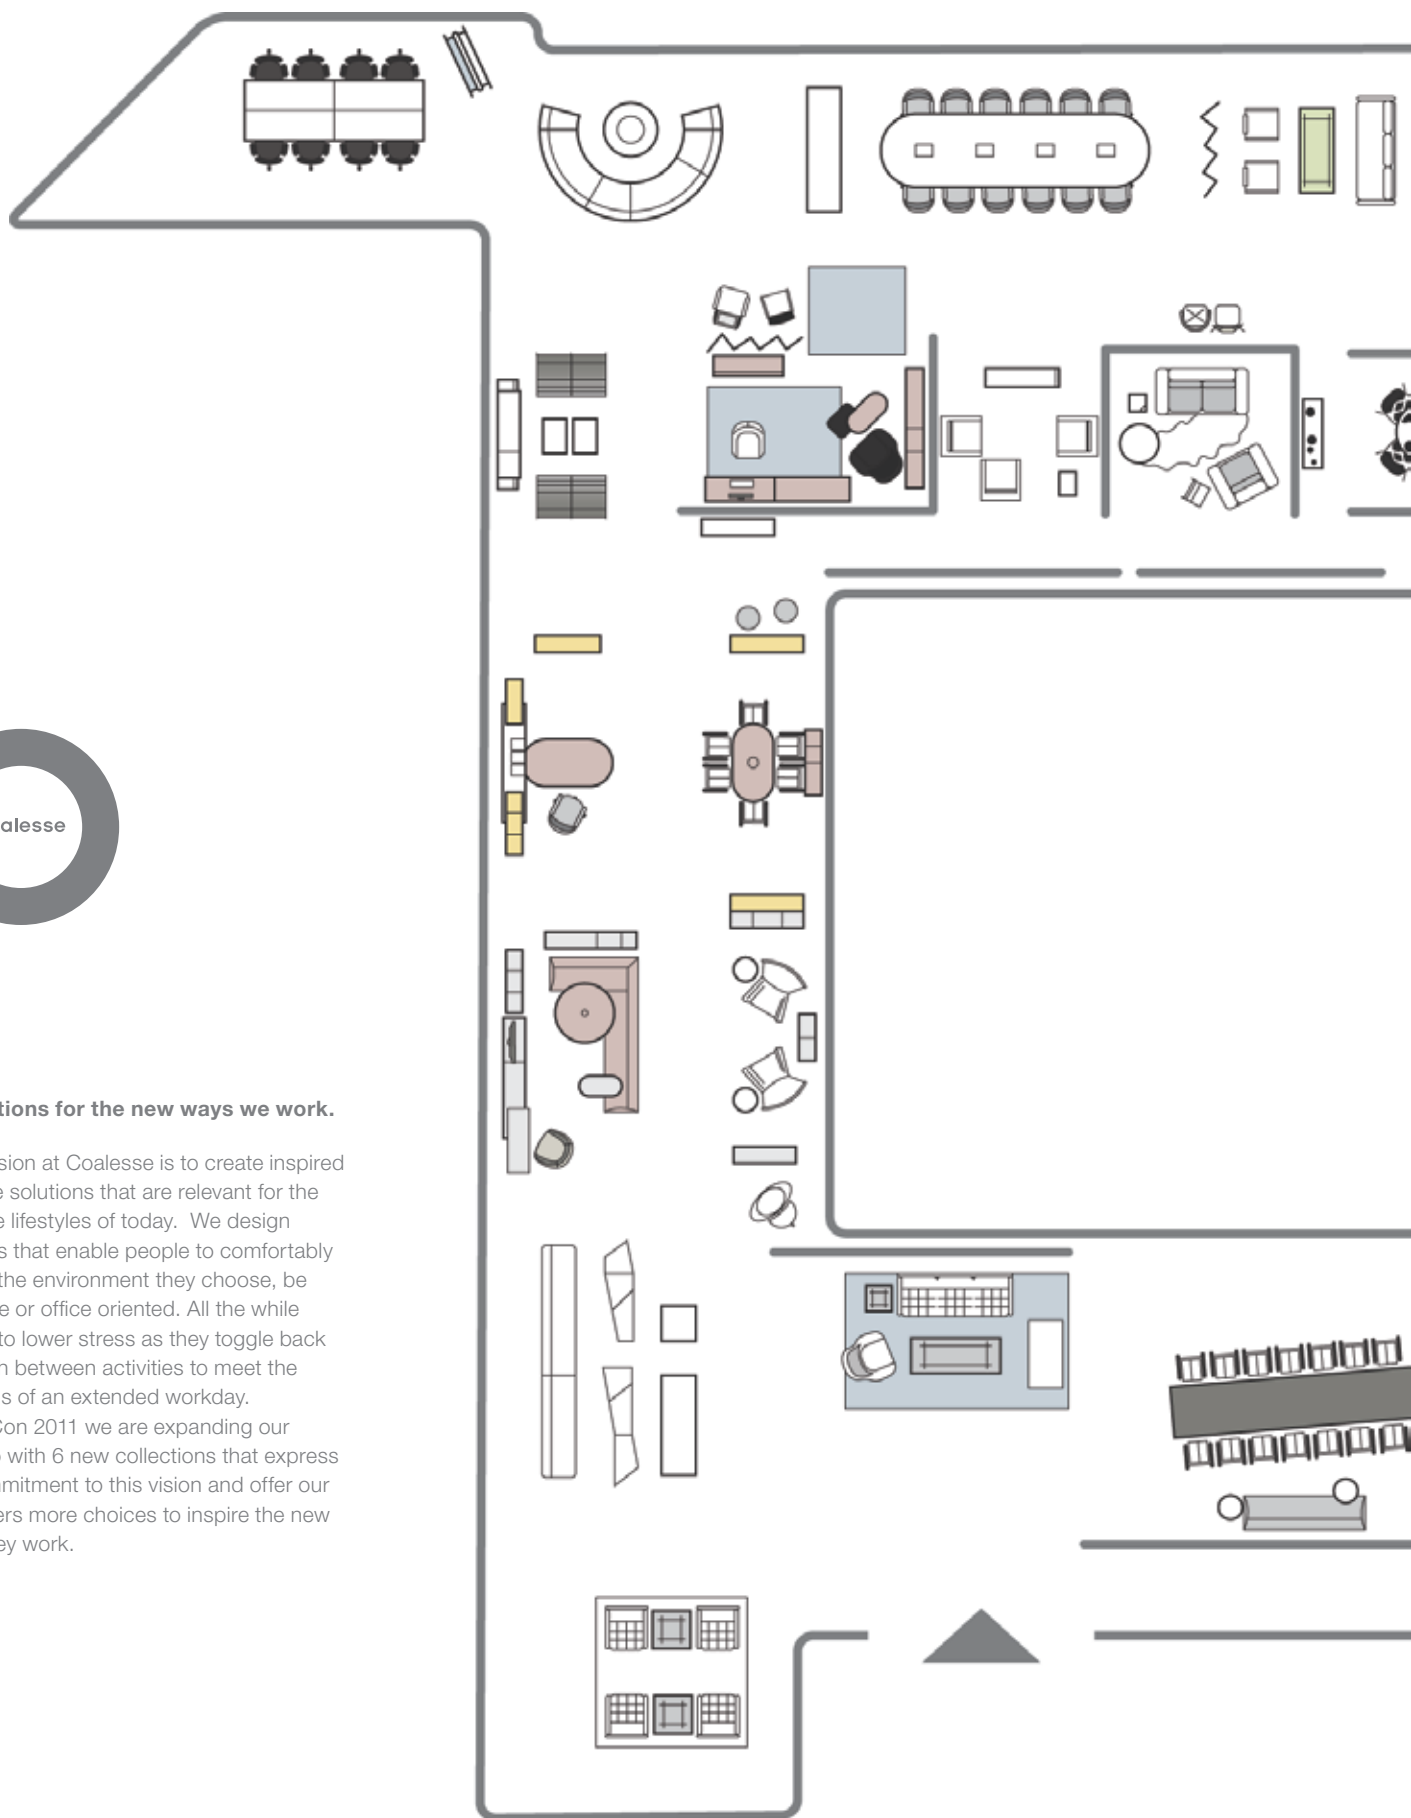 alesse
tions for the new ways we work.
sion at Coalesse is to create inspired
e solutions that are relevant for the
e lifestyles of today.  We design
s that enable people to comfortably
the environment they choose, be
e or office oriented. All the while
to lower stress as they toggle back
n between activities to meet the
s of an extended workday.
Con 2011 we are expanding our
with 6 new collections that express
mmitment to this vision and offer our
ers more choices to inspire the new
ey work.